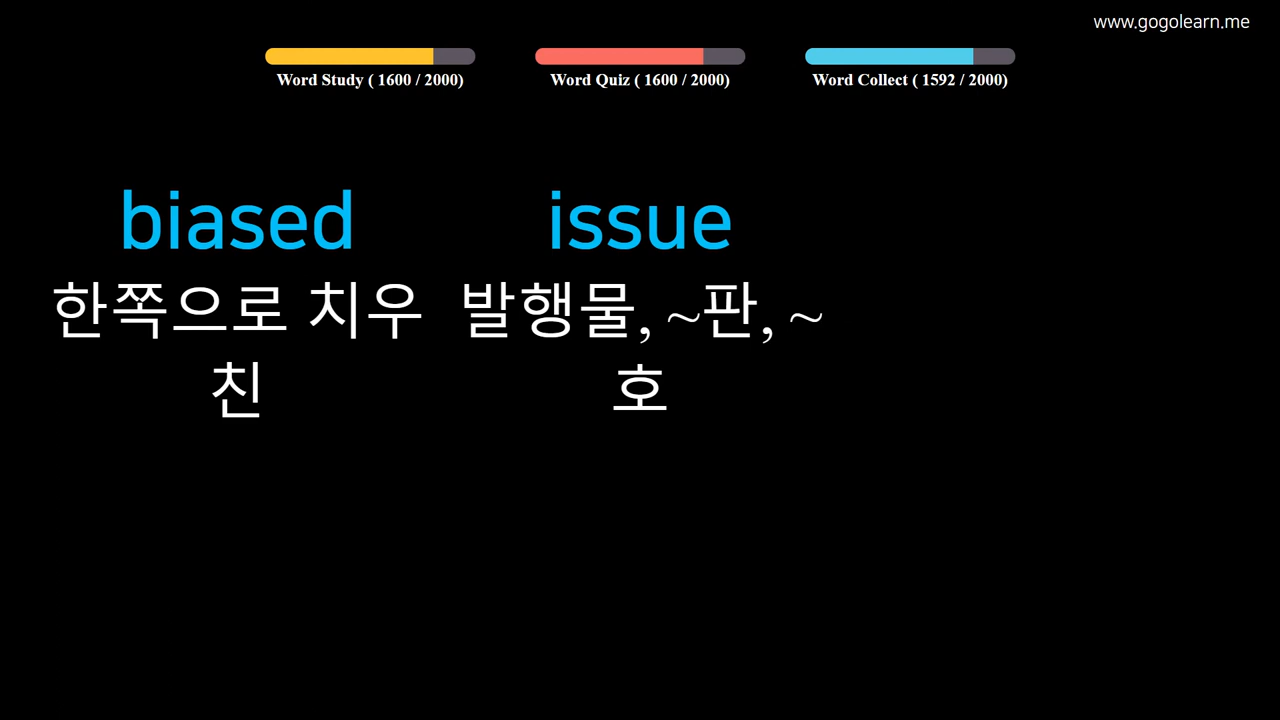 www.gogolearn.me
Word Study ( 1600 / 2000)
Word Quiz ( 1600 / 2000)
Word Collect ( 1592 / 2000)
biased
한쪽으로 치우
친
issue
발행물, ~판, ~
호